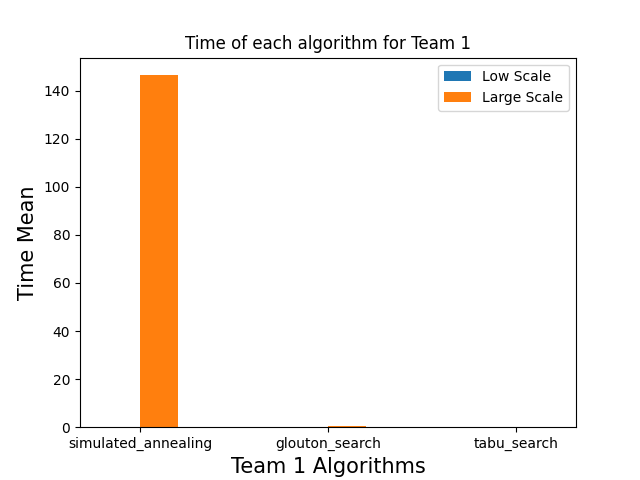 Time of each algorithm for Team 1
Low Scale
Large Scale
Time Mean
140
120
100
80
60
40
20
0
simulated_annealing glouton_search tabu_search
Team 1 Algorithms